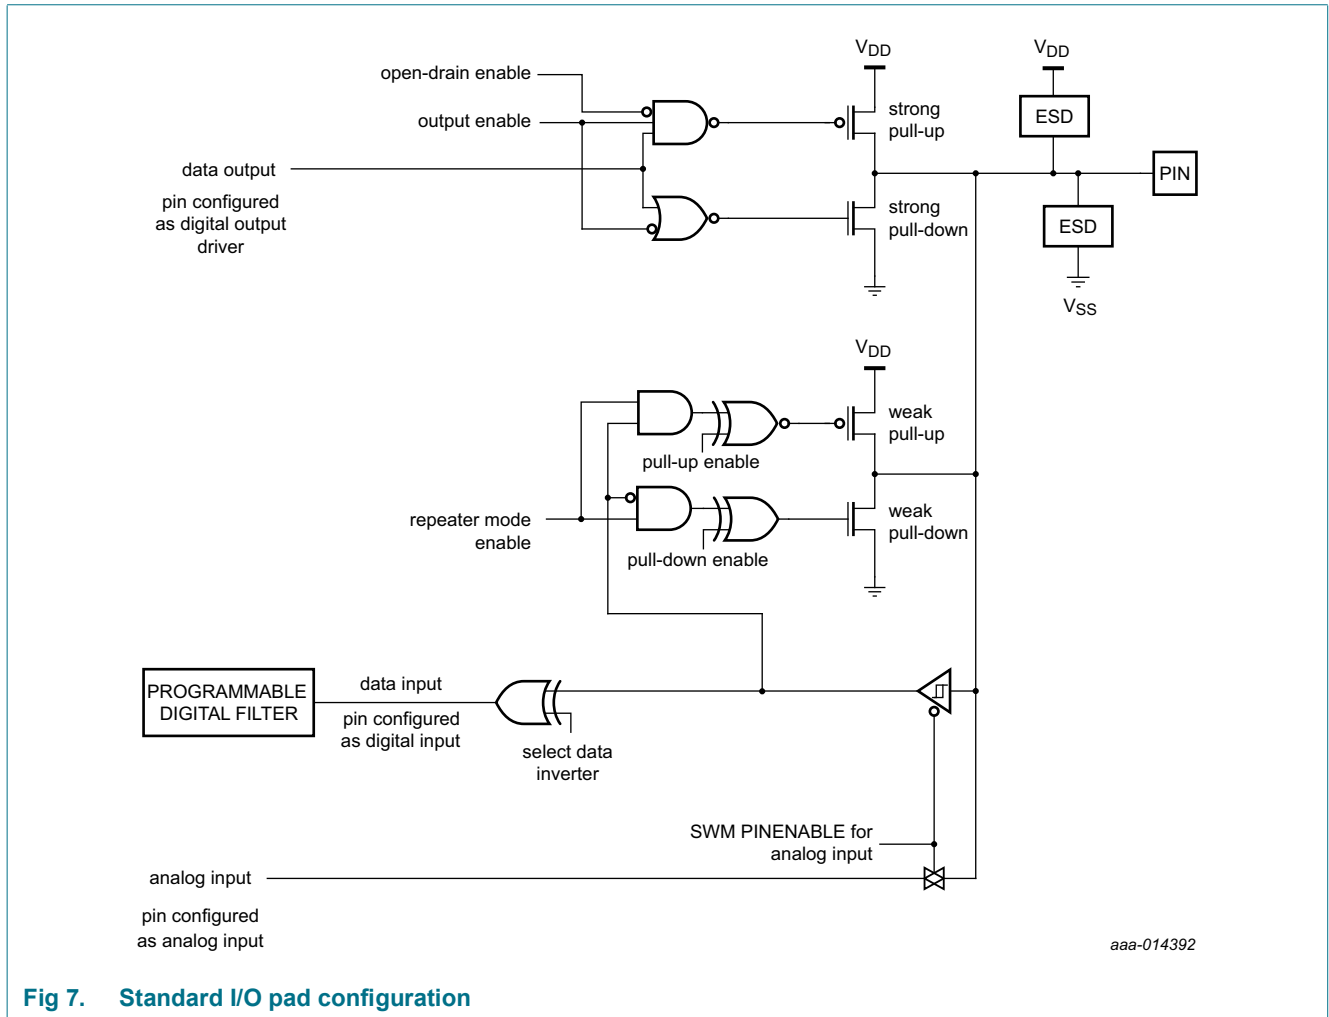 VDD
VDD
open-drain enable
strong
pull-up
ESD
output enable
data output
PIN
pin configured
as digital output
driver
strong
pull-down
ESD
VSS
VDD
weak
pull-up
pull-up enable
repeater mode
enable
weak
pull-down
pull-down enable
PROGRAMMABLE
DIGITAL FILTER
data input
pin configured
as digital input
select data
inverter
SWM PINENABLE for
analog input
analog input
pin configured
as analog input
aaa-014392
Fig 7. Standard I/O pad configuration